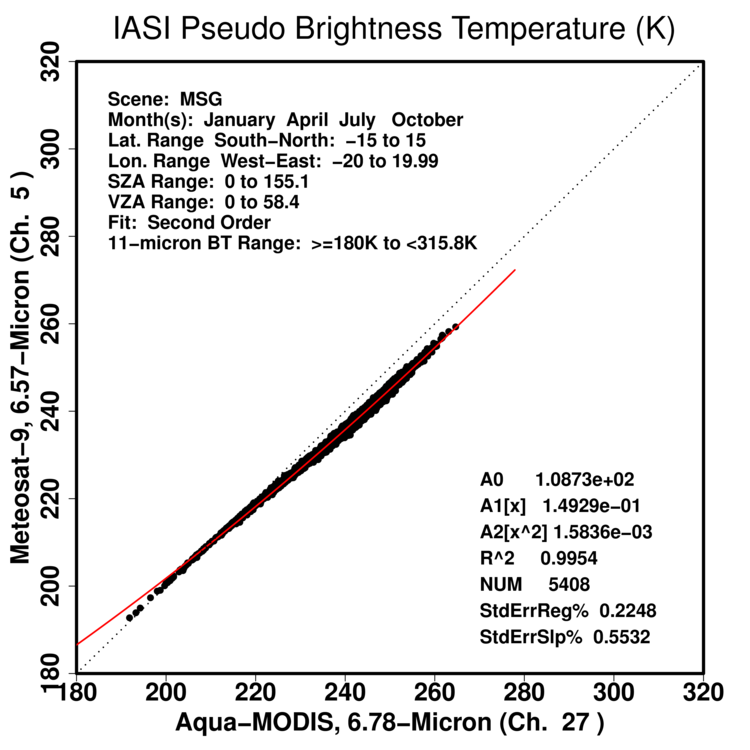 IASI Pseudo Brightness Temperature (K)
320
300
280
260
240
220
200
180
Meteosat−9, 6.57−Micron (Ch. 5 )
Scene: MSG
Month(s): January April July October
Lat. Range South−North: −15 to 15
Lon. Range West−East: −20 to 19.99
SZA Range: 0 to 155.1
VZA Range: 0 to 58.4
Fit: Second Order
11−micron BT Range: >=180K to <315.8K
A0 1.0873e+02
A1[x] 1.4929e−01
A2[x^2] 1.5836e−03
R^2 0.9954
NUM 5408
StdErrReg% 0.2248
StdErrSlp% 0.5532
180 200 220 240 260 280 300 320
Aqua−MODIS, 6.78−Micron (Ch. 27 )